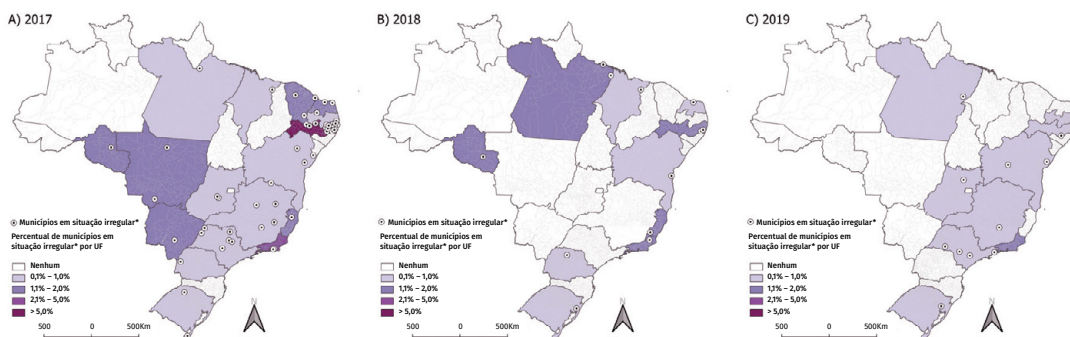 A) 2017
Municípios em situação irregular*
Percentual de municípios em
situação irregular* por UF
Nenhum
0,1% – 1,0%
1,1% – 2,0%
2,1% – 5,0%
> 5,0%
N
500 0 500Km
B) 2018
Municípios em situação irregular*
Percentual de municípios em
situação irregular* por UF
Nenhum
0,1% – 1,0%
1,1% – 2,0%
2,1% – 5,0%
> 5,0%
N
500 0 500Km
C) 2019
Municípios em situação irregular*
Percentual de municípios em
situação irregular* por UF
Nenhum
0,1% – 1,0%
1,1% – 2,0%
2,1% – 5,0%
> 5,0%
N
500 0 500Km